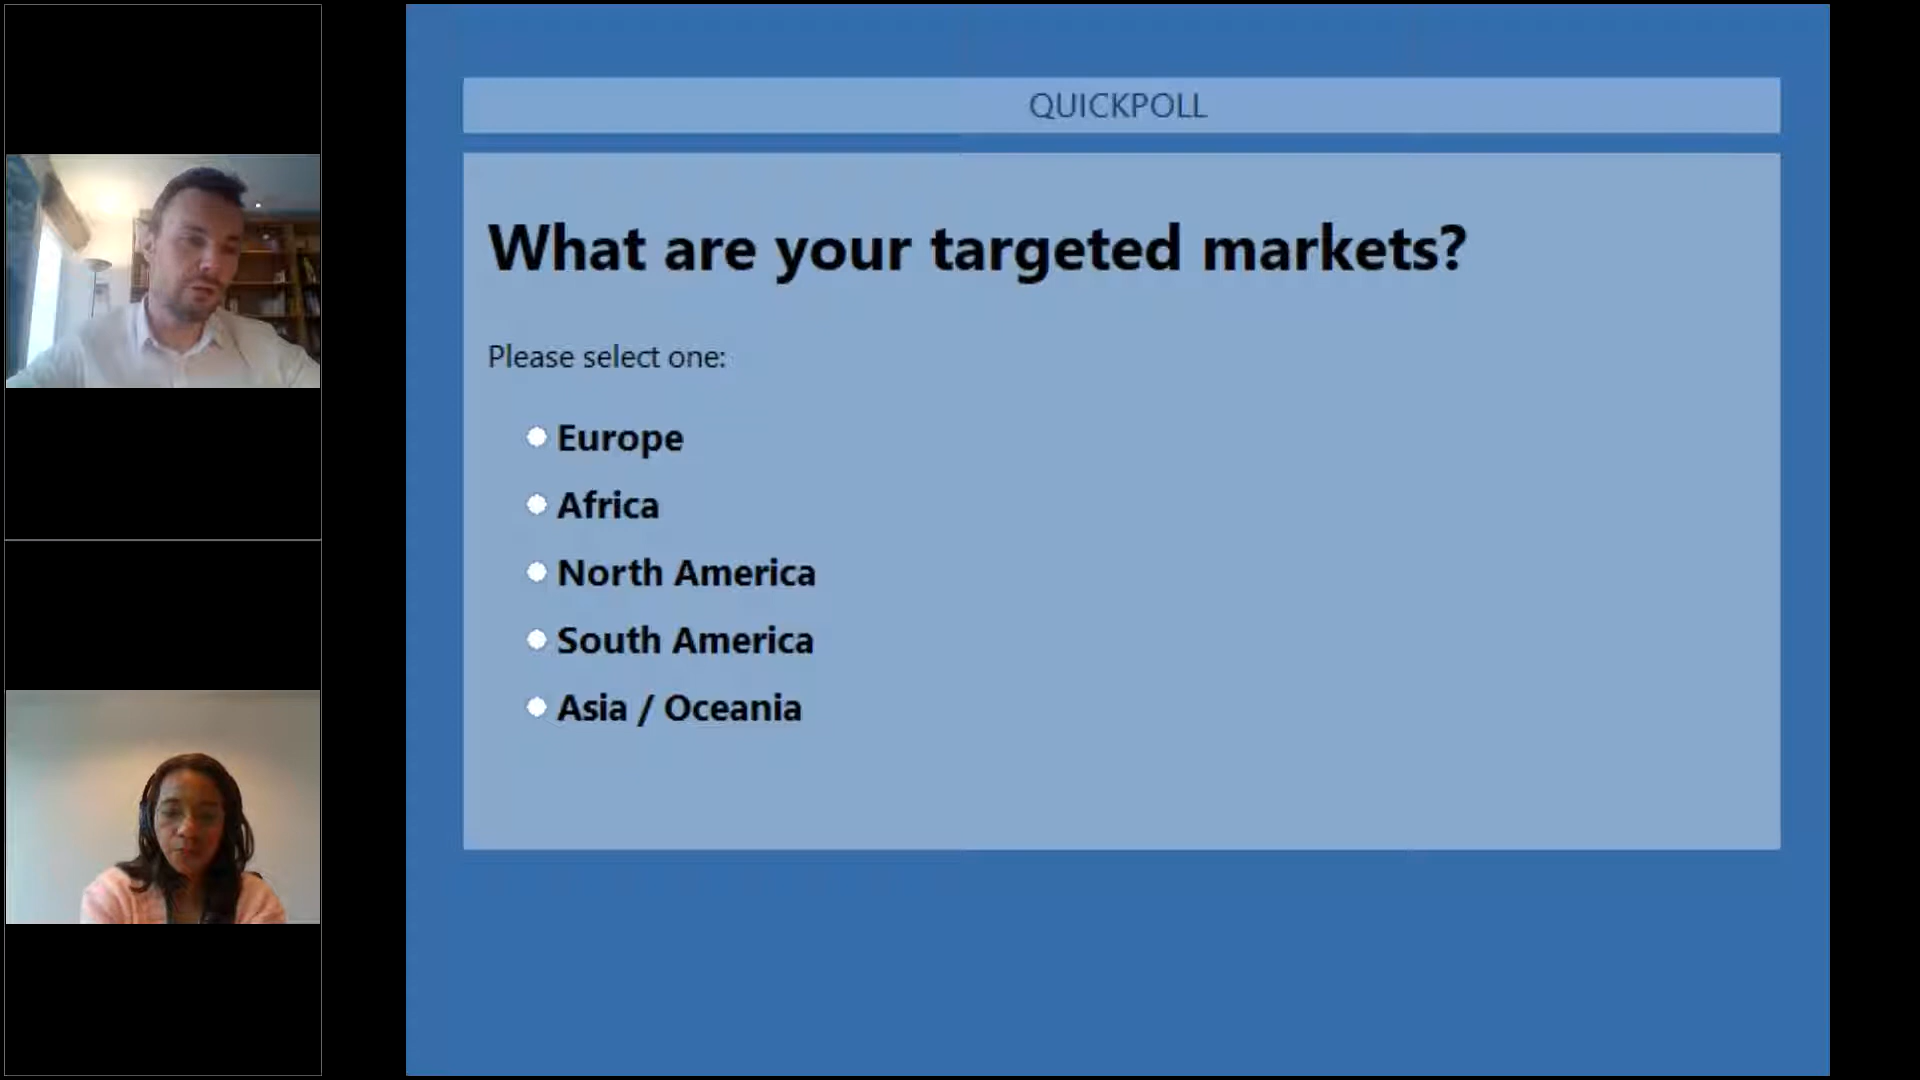 QUICKPOLL
What are your targeted markets?
Please select one:
Europe
Africa
North America
South America
Asia / Oceania